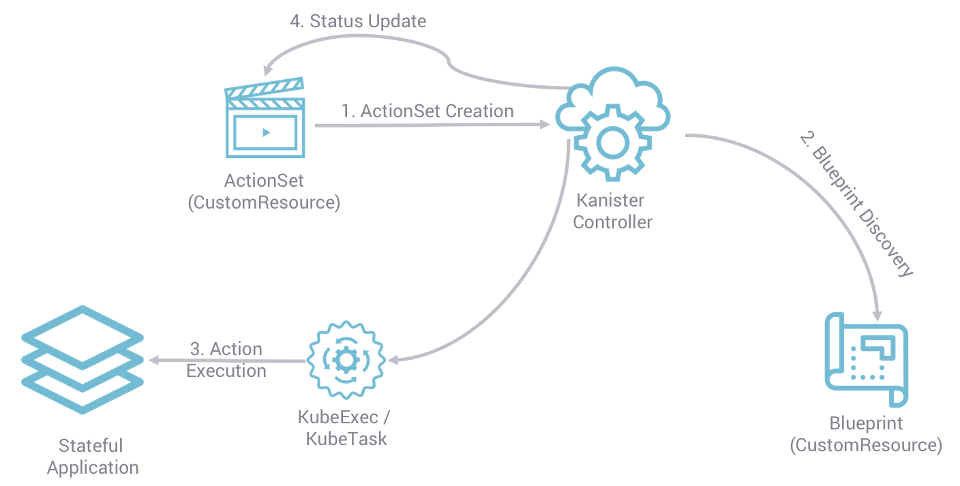 4. Status Update
1. ActionSet Creation
2. Blueprint Discovery
ActionSet
(CustomResource)
Kanister
Controller
3. Action
Execution
KubeExec /
KubeTask
Stateful
Application
Blueprint
(CustomResource)